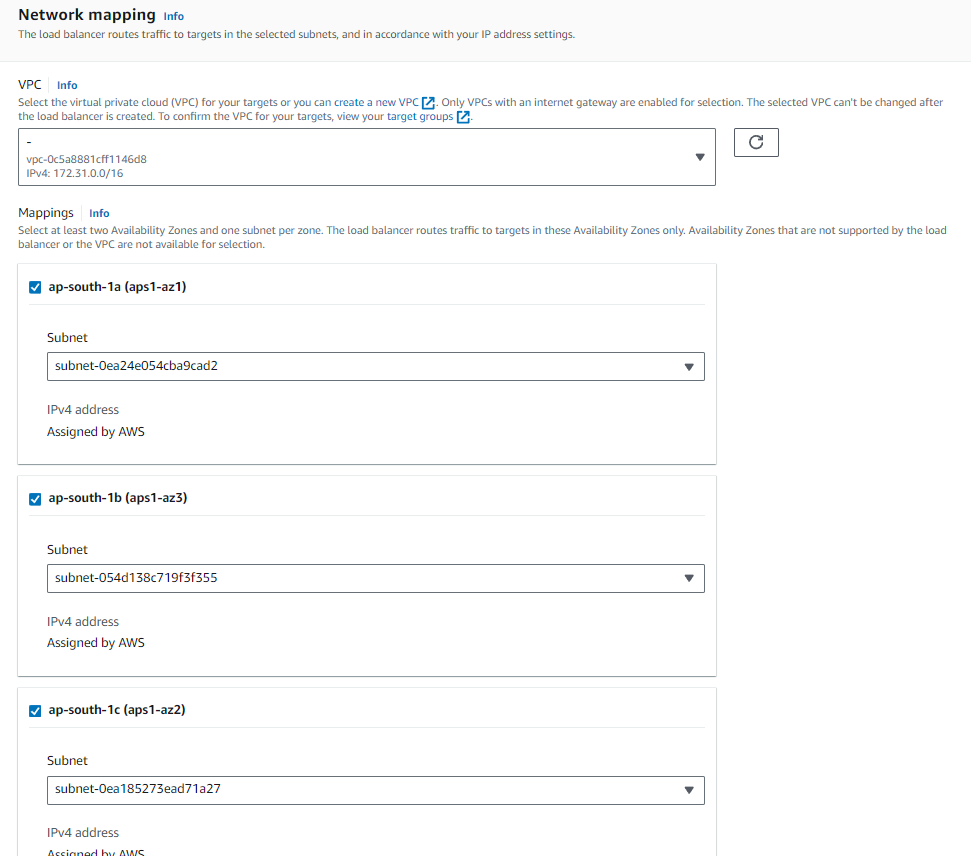 Network mapping Info
The load balancer routes traffic to targets in the selected subnets, and in accordance with your IP address settings.
VPC Info
Select the virtual private cloud (VPC) for your targets or you can create a new VPC. Only VPCs with an internet gateway are enabled for selection. The selected VPC can't be changed after
the load balancer is created. To confirm the VPC for your targets, view your target groups.
-
vpc-0c5a8881cff1146d8
IPv4: 172.31.0.0/16
Mappings Info
Select at least two Availability Zones and one subnet per zone. The load balancer routes traffic to targets in these Availability Zones only. Availability Zones that are not supported by the load
balancer or the VPC are not available for selection.
ap-south-1a (aps1-az1)
Subnet
subnet-0ea24e054cba9cad2
IPv4 address
Assigned by AWS
ap-south-1b (aps1-az3)
Subnet
subnet-054d138c719f3f355
IPv4 address
Assigned by AWS
ap-south-1c (aps1-az2)
Subnet
subnet-0ea185273ead71a27
IPv4 address
Assigned by AWS